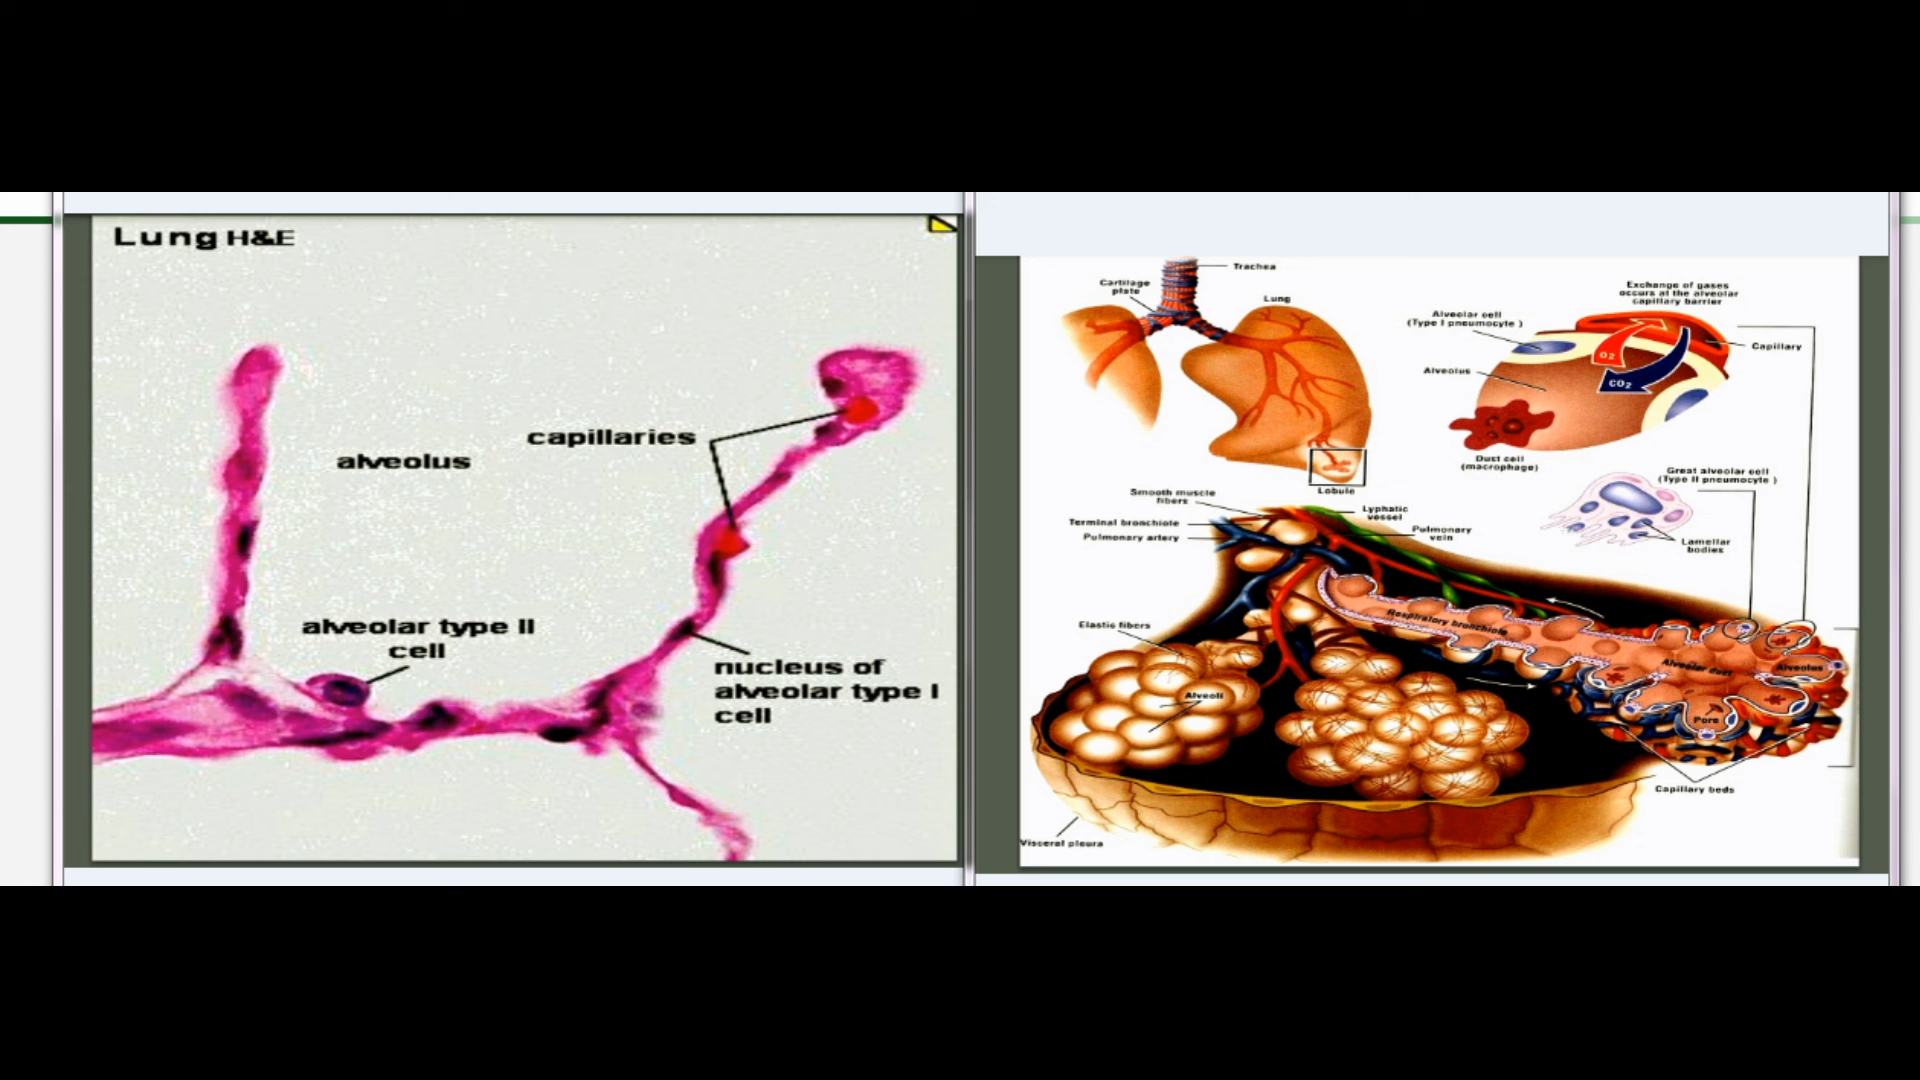 Lung H&E
capillaries
alveolus
alveolar type II
cell
nucleus of
alveolar type I
cell
Trachea
Cartilage
plate
Lung
Exchange of gases
occurs at the alveolar
capillary barrier
Alveolar cell
(Type I pneumocyte )
O2
CO2
Capillary
Alveolus
Dust cell
(macrophage)
Great alveolar cell
(Type II pneumocyte )
Lamellar
bodies
Lobule
Smooth muscle
fibers
Lyphatic
vessel
Terminal bronchiole
Pulmonary
vein
Pulmonary artery
Respiratory bronchiole
Elastic fibers
Alveolar duct
Alveolus
Alveoli
Pore
Capillary beds
Visceral pleura